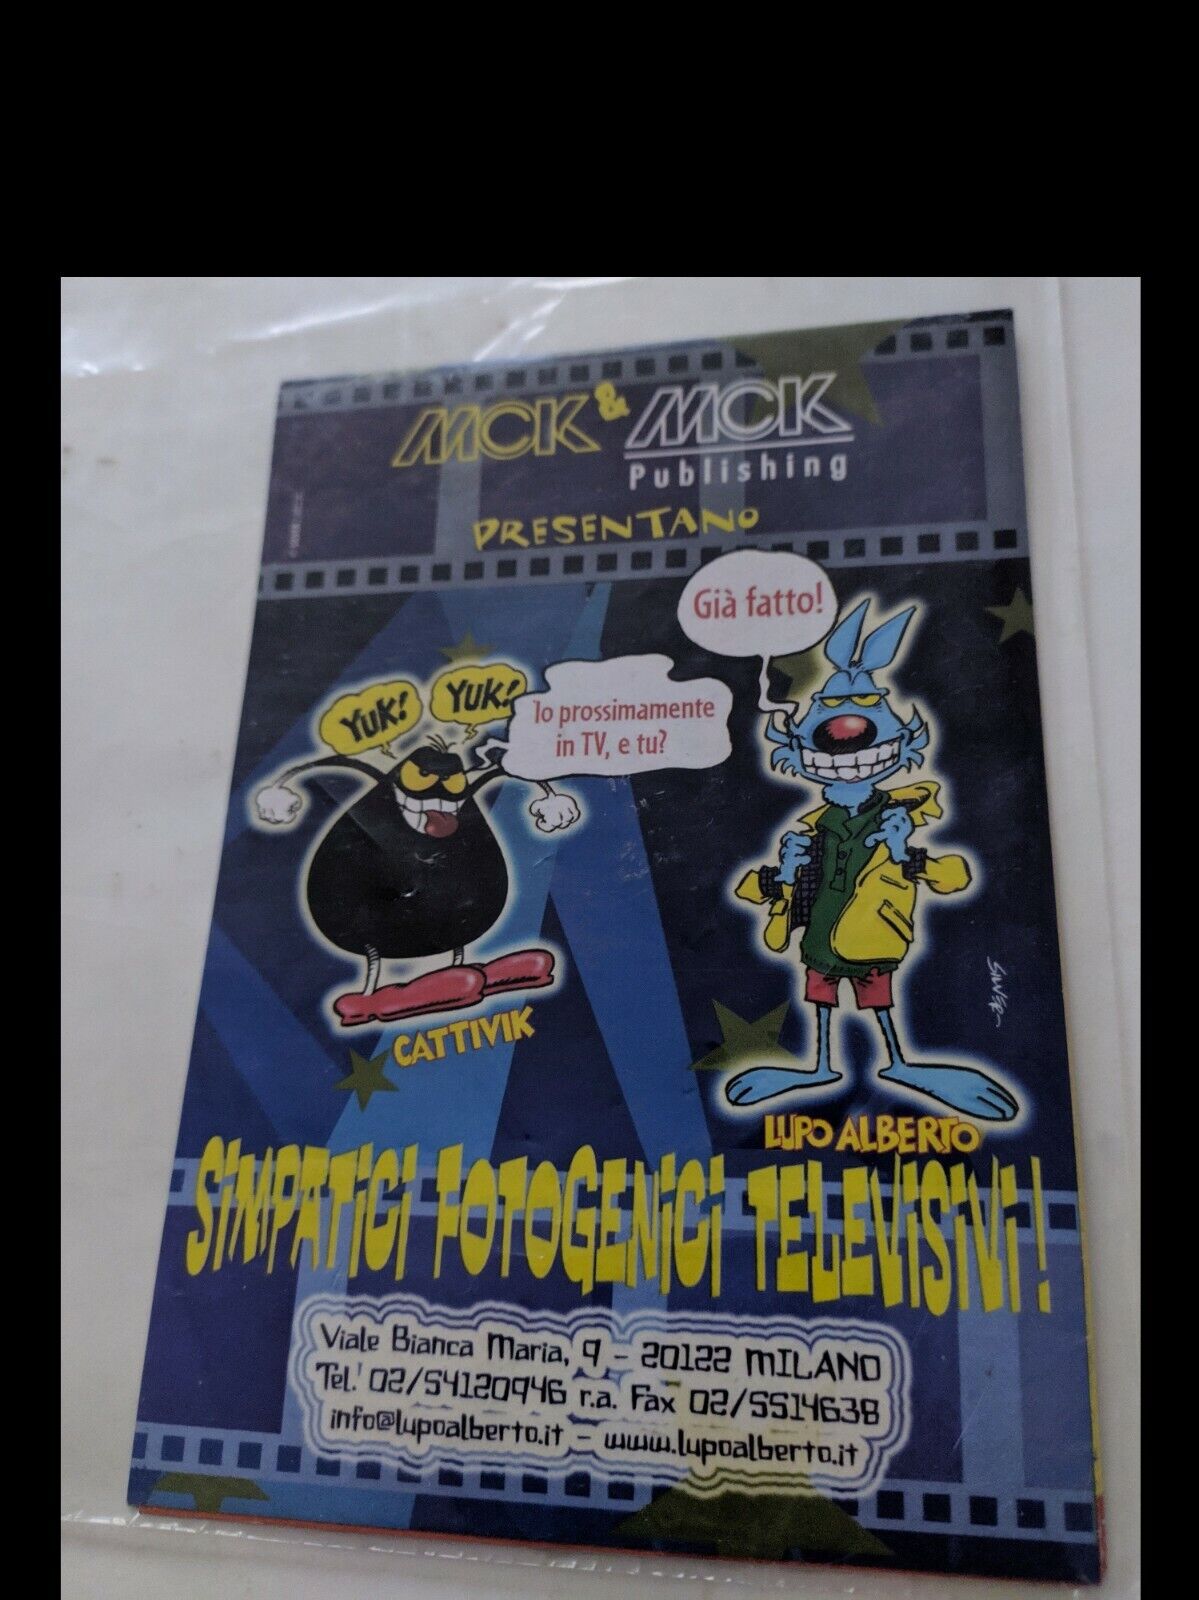 MCK & MCK
Publishing
PRESENTANO
Già fatto!
YUK!
YUK!
Io prossimamente
in TV, e tu?
CATTIVIK
LUPO ALBERTO
SIMPATICI FOTOGENICI TELEVISIVI!
Viale Bianca Maria, 9 - 20122 MILANO
Tel. 02/54120946 r.a. Fax 02/5514638
info@lupoalberto.it - www.lupoalberto.it